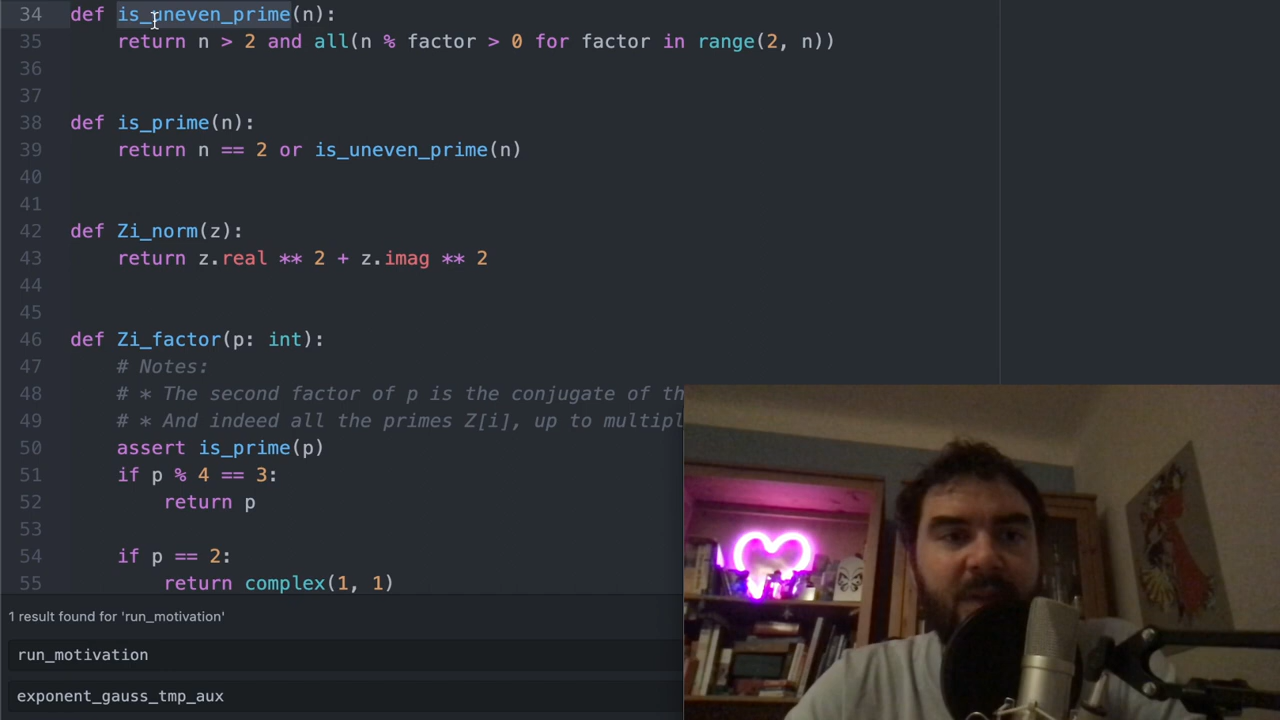 34 def is_uneven_prime(n):
35 return n > 2 and all(n % factor > 0 for factor in range(2, n))
36
37
38 def is_prime(n):
39 return n == 2 or is_uneven_prime(n)
40
41
42 def Zi_norm(z):
43 return z.real ** 2 + z.imag ** 2
44
45
46 def Zi_factor(p: int):
47 # Notes:
48 # * The second factor of p is the conjugate of th
49 # * And indeed all the primes Z[i], up to multipl
50 assert is_prime(p)
51 if p % 4 == 3:
52 return p
53
54 if p == 2:
55 return complex(1, 1)
1 result found for 'run_motivation'
run_motivation
exponent_gauss_tmp_aux